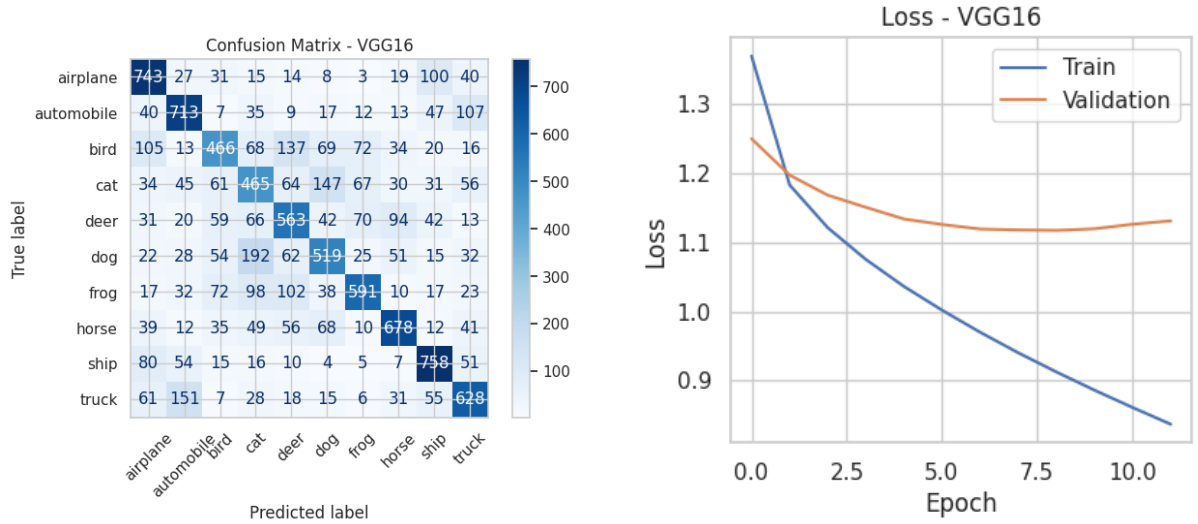 Confusion Matrix - VGG16
True label
airplane 743 27 31 15 14 8 3 19 100 40
automobile 40 713 7 35 9 17 12 13 47 107
bird 105 13 466 68 137 69 72 34 20 16
cat 34 45 61 465 64 147 67 30 31 56
deer 31 20 59 66 563 42 70 94 42 13
dog 22 28 54 192 62 519 25 51 15 32
frog 17 32 72 98 102 38 591 10 17 23
horse 39 12 35 49 56 68 10 678 12 41
ship 80 54 15 16 10 4 5 7 758 51
truck 61 151 7 28 18 15 6 31 55 628
airplane automobile bird cat deer dog frog horse ship truck
Predicted label
700
600
500
400
300
200
100
Loss - VGG16
Train
Validation
Loss
1.3
1.2
1.1
1.0
0.9
0.0 2.5 5.0 7.5 10.0
Epoch